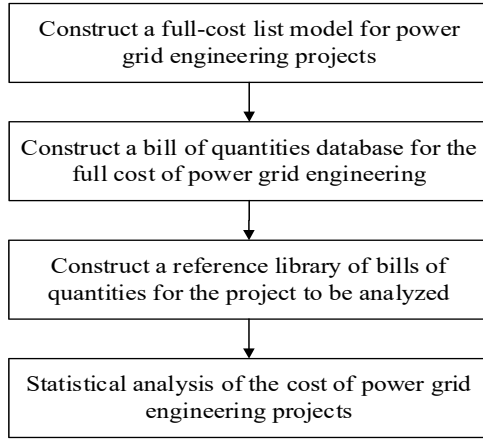 Construct a full-cost list model for power
grid engineering projects
Construct a bill of quantities database for the
full cost of power grid engineering
Construct a reference library of bills of
quantities for the project to be analyzed
Statistical analysis of the cost of power grid
engineering projects